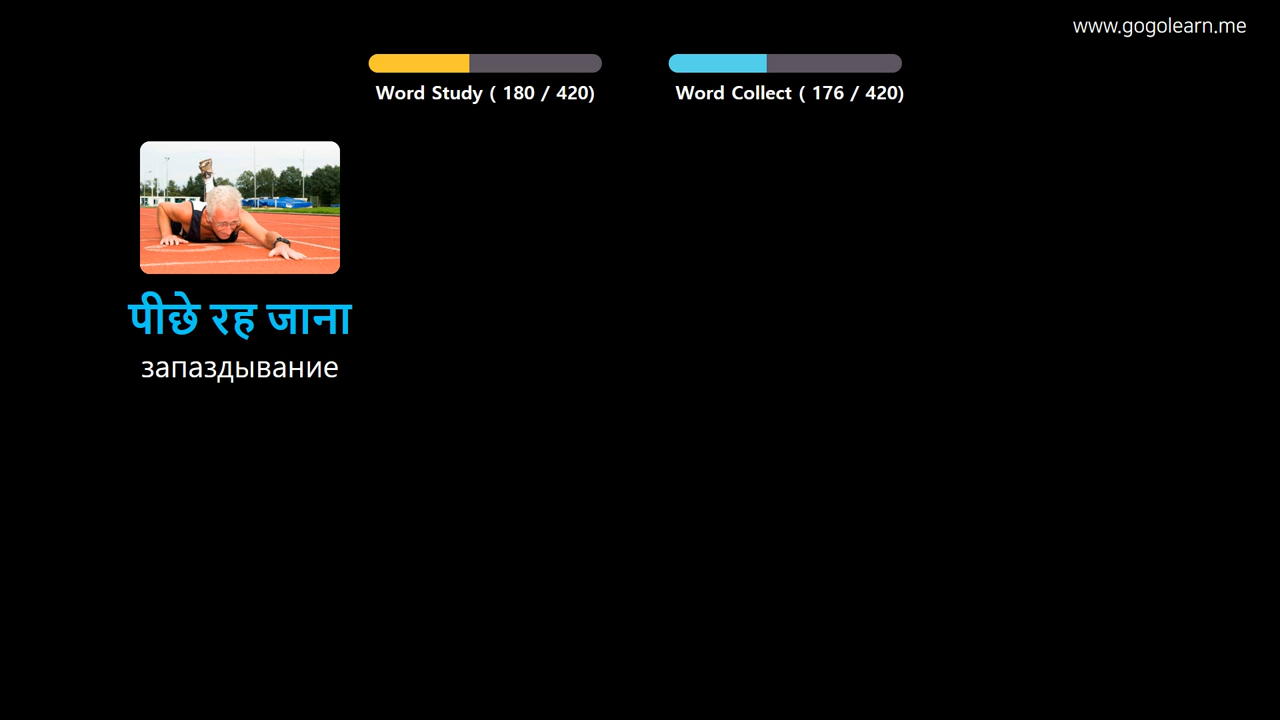 www.gogolearn.me
Word Study ( 180 / 420)
Word Collect ( 176 / 420)
पीछे रह जाना
запаздывание